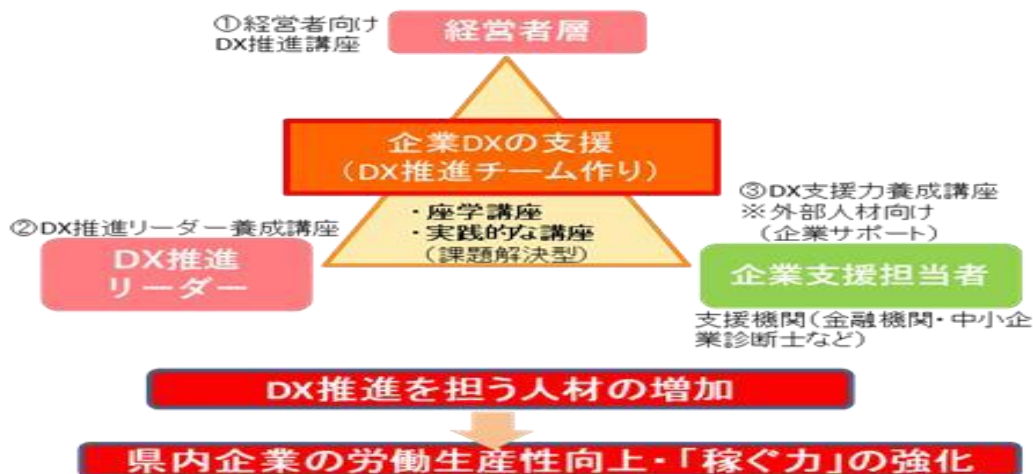 ①経営者向け
DX推進講座
経営者層
企業DXの支援
(DX推進チーム作り)
・座学講座
・実践的な講座
(課題解決型)
②DX推進リーダー養成講座
DX推進
リーダー
③DX支援力養成講座
※外部人材向け
(企業サポート)
企業支援担当者
支援機関(金融機関・中小企
業診断士など)
DX推進を担う人材の増加
県内企業の労働生産性向上・「稼ぐ力」の強化